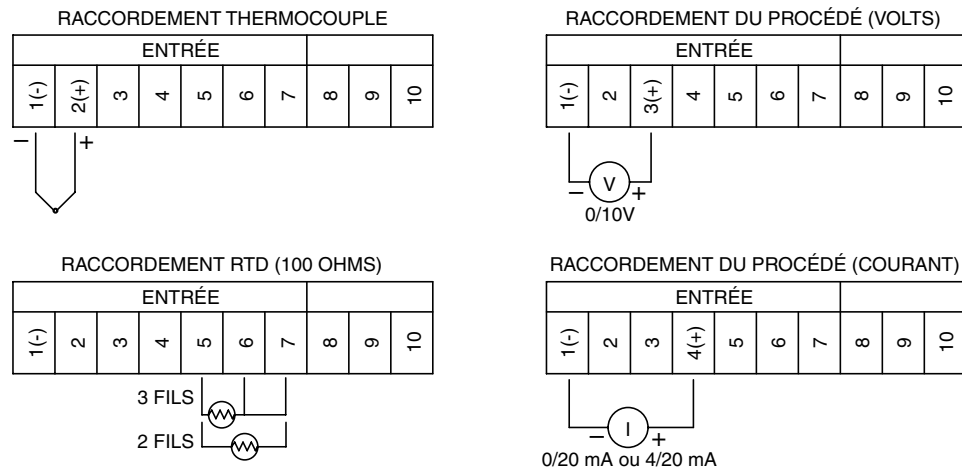 RACCORDEMENT THERMOCOUPLE
ENTRÉE
1(-) 2(+) 3 4 5 6 7 8 9 10
– +
RACCORDEMENT DU PROCÉDÉ (VOLTS)
ENTRÉE
1(-) 2 3(+) 4 5 6 7 8 9 10
– V +
0/10V
RACCORDEMENT RTD (100 OHMS)
ENTRÉE
1(-) 2 3 4 5 6 7 8 9 10
3 FILS
2 FILS
RACCORDEMENT DU PROCÉDÉ (COURANT)
ENTRÉE
1(-) 2 3 4(+) 5 6 7 8 9 10
– I +
0/20 mA ou 4/20 mA